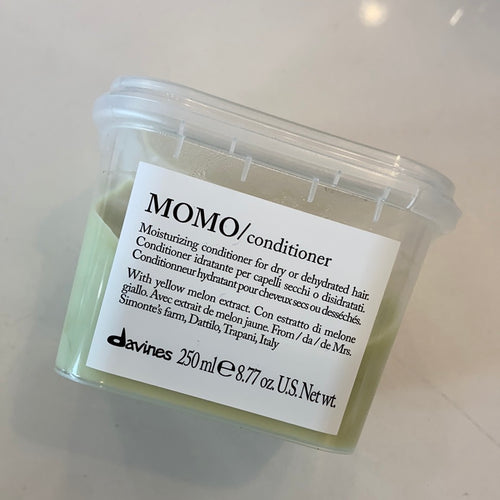 MOMO/conditioner
Moisturizing conditioner for dry or dehydrated hair.
Conditioner idratante per capelli secchi o disidratati.
Conditionneur hydratant pour cheveux secs ou desséchés.
With yellow melon extract. Con estratto di melone
giallo. Avec extrait de melon jaune. From / da / de Mrs.
Simonte's farm, Dattilo, Trapani, Italy
davines 250 ml ℮ 8.77 oz. U.S. Net wt.